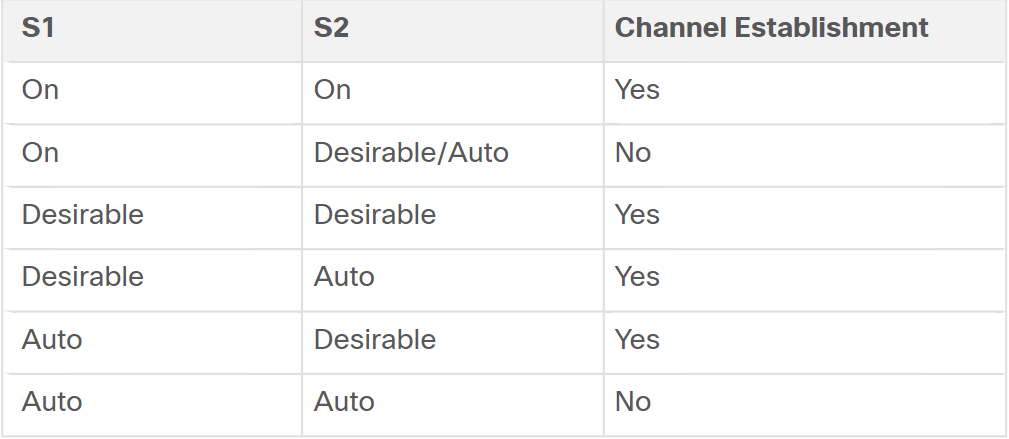 S1 S2 Channel Establishment
On On Yes
On Desirable/Auto No
Desirable Desirable Yes
Desirable Auto Yes
Auto Desirable Yes
Auto Auto No